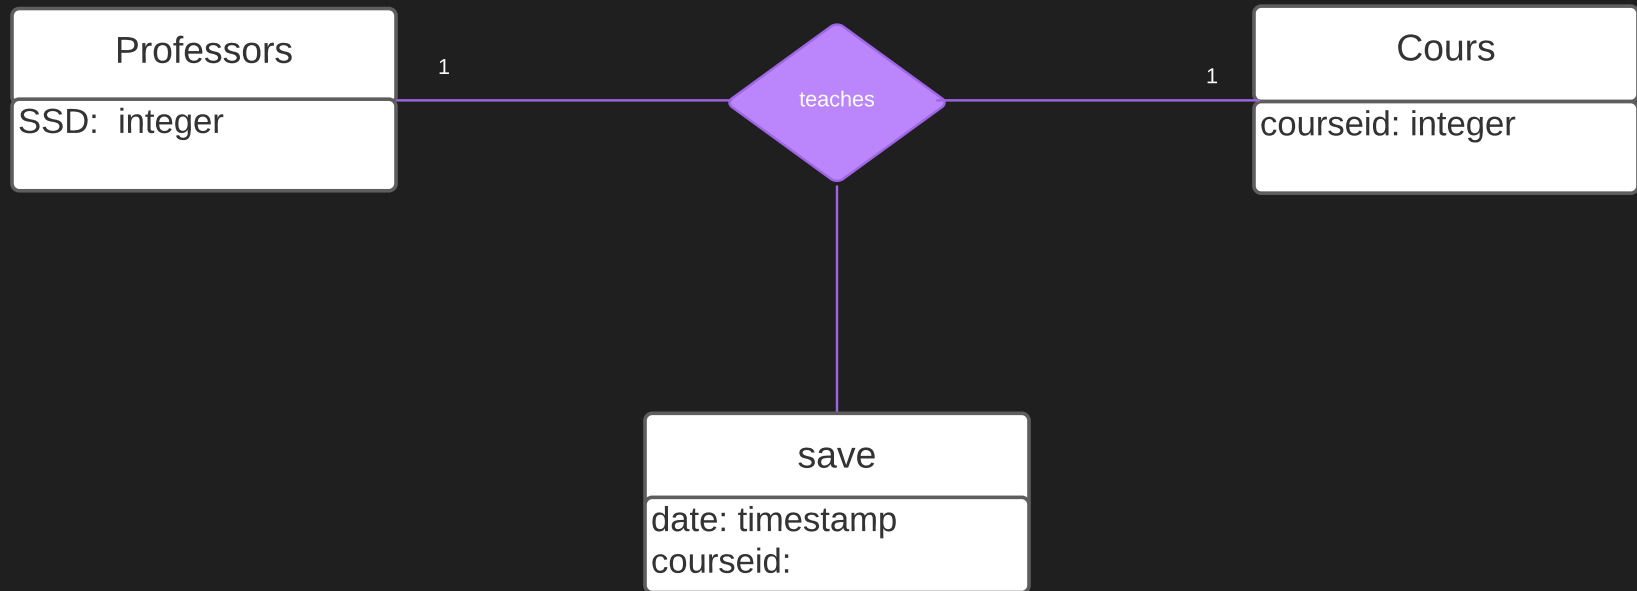 Professors
SSD:  integer
1
teaches
1
Cours
courseid: integer
save
date: timestamp
courseid: